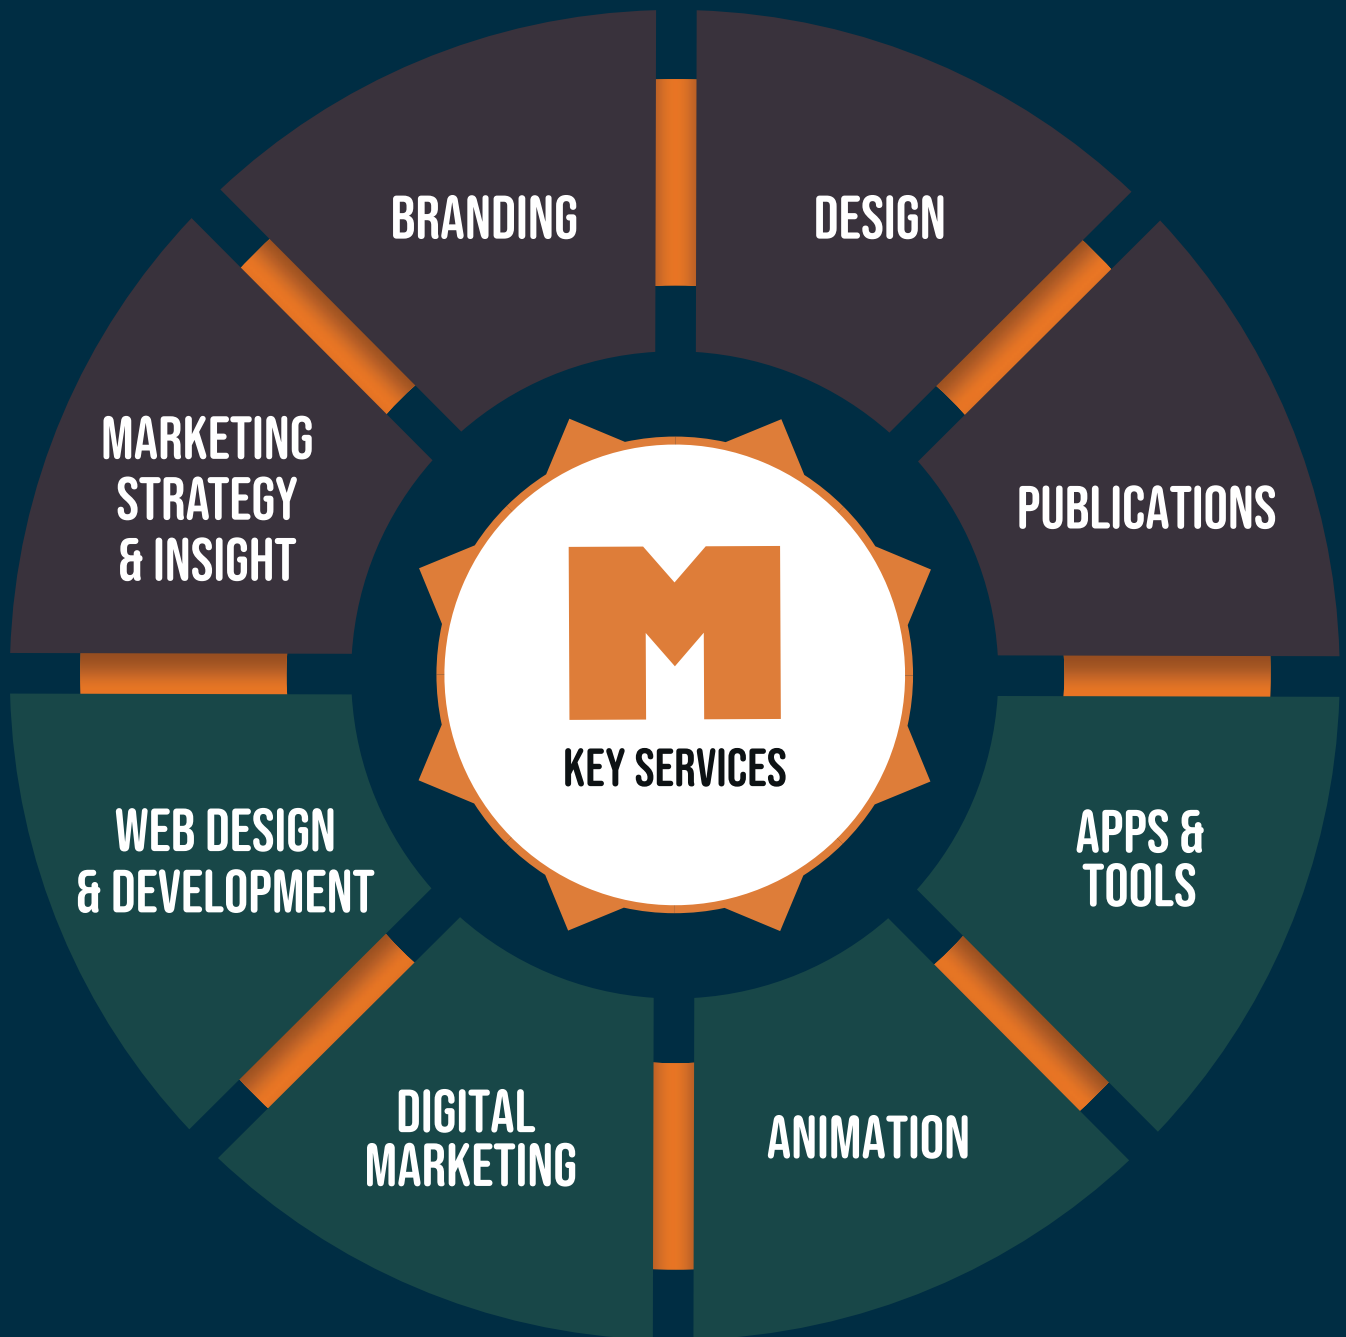 BRANDING
DESIGN
MARKETING
STRATEGY
& INSIGHT
PUBLICATIONS
M
KEY SERVICES
WEB DESIGN
& DEVELOPMENT
APPS &
TOOLS
DIGITAL
MARKETING
ANIMATION